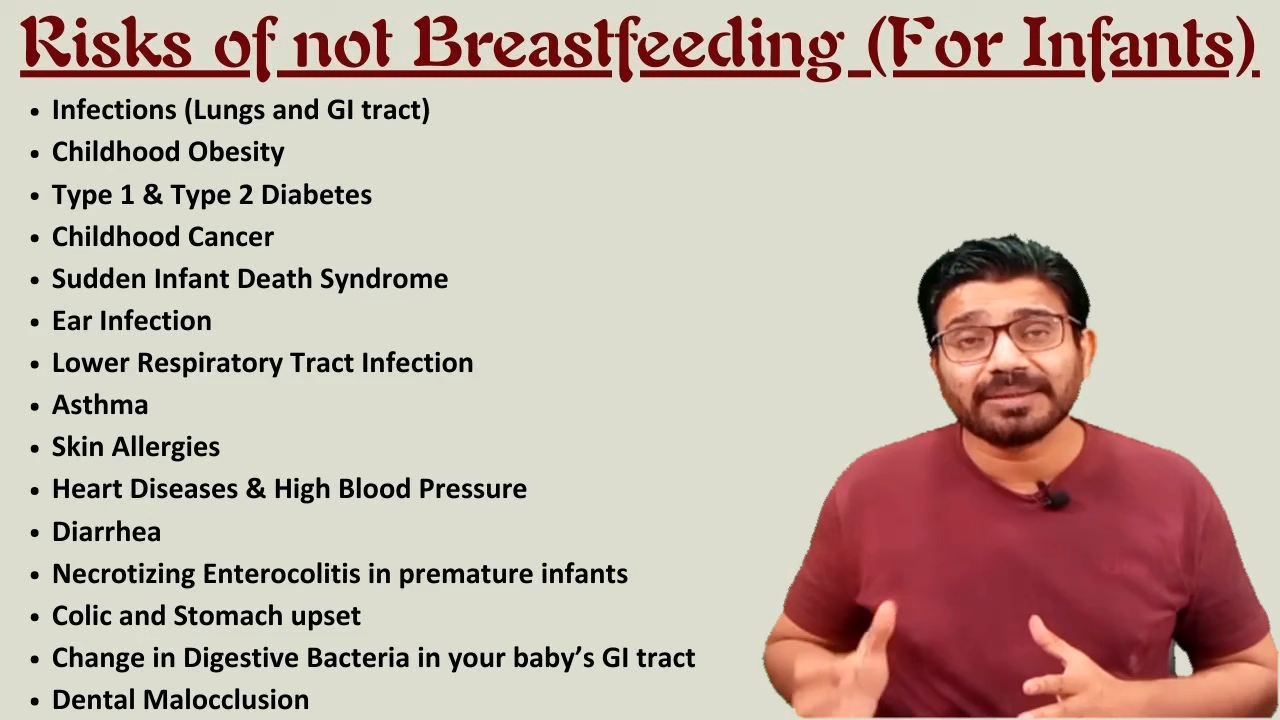 Risks of not Breastfeeding (For Infants).
• Infections (Lungs and GI tract)
• Childhood Obesity
• Type 1 & Type 2 Diabetes
• Childhood Cancer
• Sudden Infant Death Syndrome
• Ear Infection
• Lower Respiratory Tract Infection
• Asthma
• Skin Allergies
• Heart Diseases & High Blood Pressure
• Diarrhea
• Necrotizing Enterocolitis in premature infants
• Colic and Stomach upset
• Change in Digestive Bacteria in your baby’s GI tract
• Dental Malocclusion